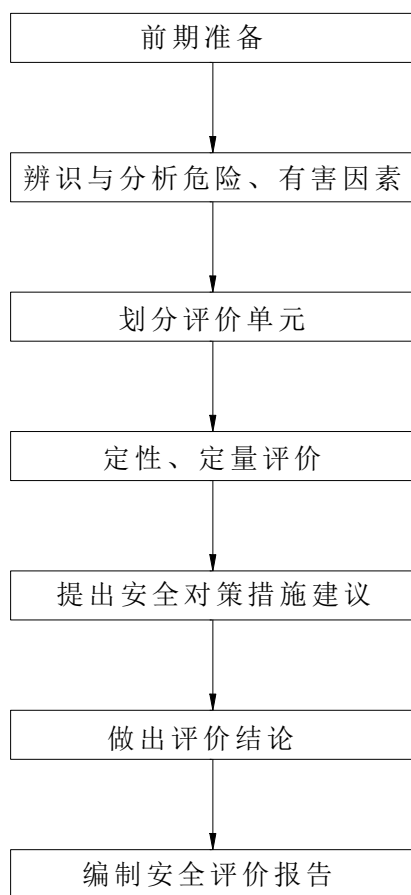 前期准备
辨识与分析危险、有害因素
划分评价单元
定性、定量评价
提出安全对策措施建议
做出评价结论
编制安全评价报告